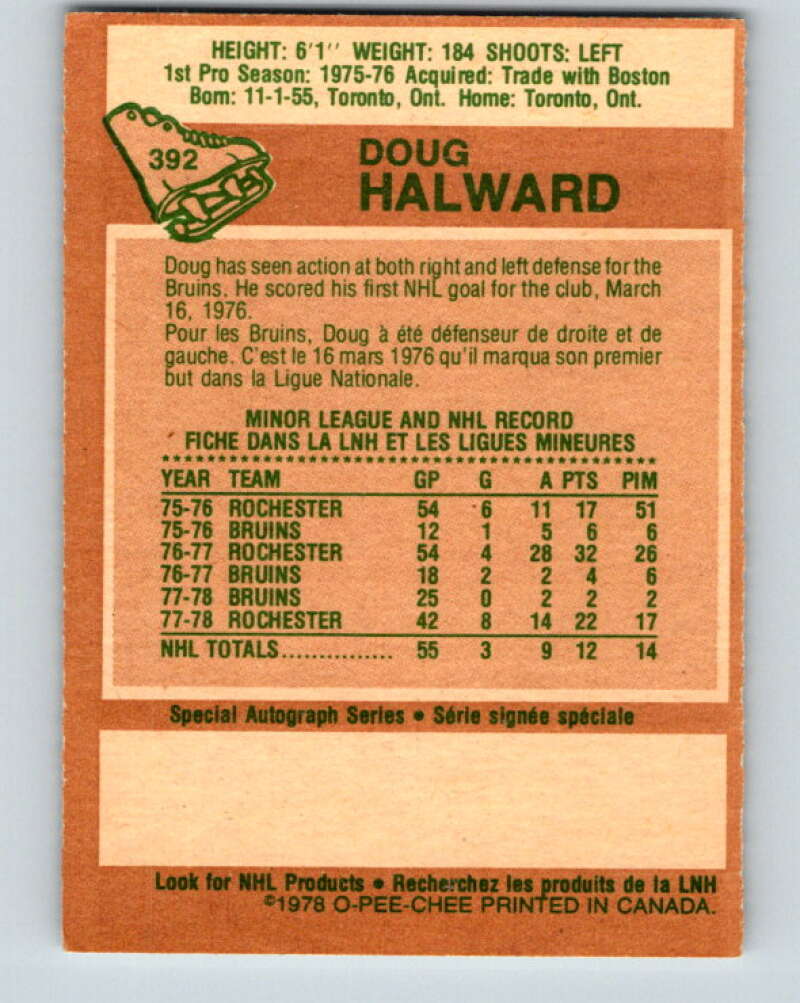 HEIGHT: 6'1'' WEIGHT: 184 SHOOTS: LEFT
1st Pro Season: 1975-76 Acquired: Trade with Boston
Born: 11-1-55, Toronto, Ont. Home: Toronto, Ont.
392
DOUG
HALWARD
Doug has seen action at both right and left defense for the
Bruins. He scored his first NHL goal for the club, March
16, 1976.
Pour les Bruins, Doug à été défenseur de droite et de
gauche. C'est le 16 mars 1976 qu'il marqua son premier
but dans la Ligue Nationale.
MINOR LEAGUE AND NHL RECORD
FICHE DANS LA LNH ET LES LIGUES MINEURES
YEAR TEAM GP G A PTS PIM
75-76 ROCHESTER 54 6 11 17 51
75-76 BRUINS 12 1 5 6 6
76-77 ROCHESTER 54 4 28 32 26
76-77 BRUINS 18 2 2 4 6
77-78 BRUINS 25 0 2 2 2
77-78 ROCHESTER 42 8 14 22 17
NHL TOTALS............... 55 3 9 12 14
Special Autograph Series • Série signée spéciale
Look for NHL Products • Recherchez les produits de la LNH
©1978 O-PEE-CHEE PRINTED IN CANADA.